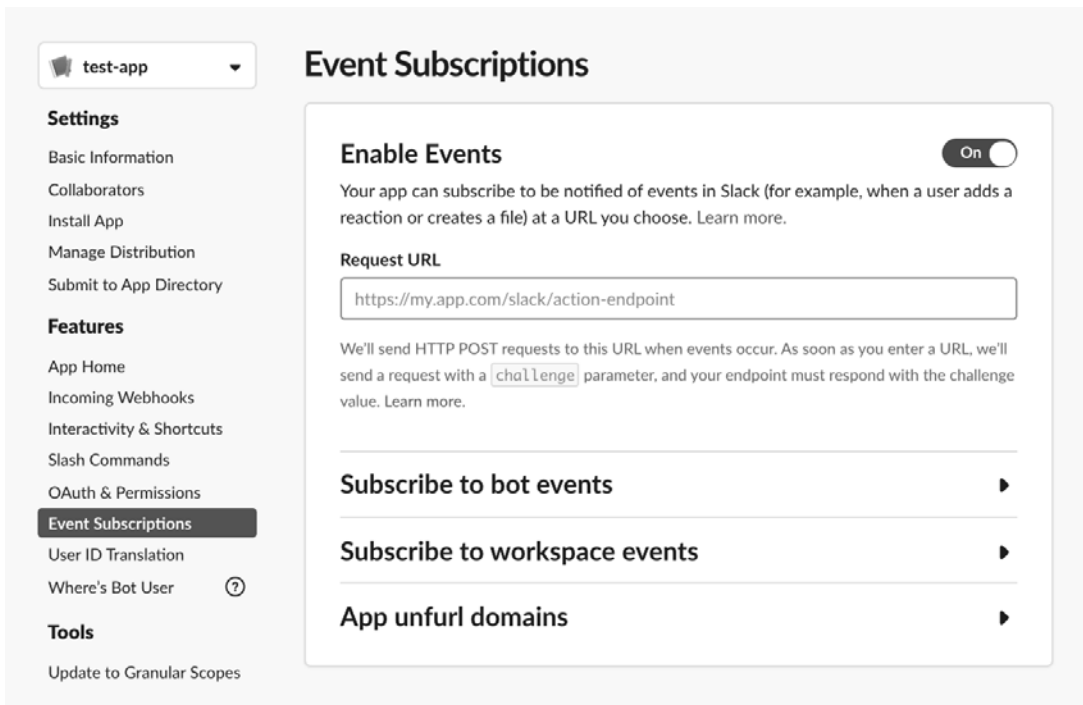 test-app
Settings
Basic Information
Collaborators
Install App
Manage Distribution
Submit to App Directory
Features
App Home
Incoming Webhooks
Interactivity & Shortcuts
Slash Commands
OAuth & Permissions
Event Subscriptions
User ID Translation
Where's Bot User ?
Tools
Update to Granular Scopes
Event Subscriptions
Enable Events
On
Your app can subscribe to be notified of events in Slack (for example, when a user adds a
reaction or creates a file) at a URL you choose. Learn more.
Request URL
https://my.app.com/slack/action-endpoint
We'll send HTTP POST requests to this URL when events occur. As soon as you enter a URL, we'll
send a request with a challenge parameter, and your endpoint must respond with the challenge
value. Learn more.
Subscribe to bot events
Subscribe to workspace events
App unfurl domains